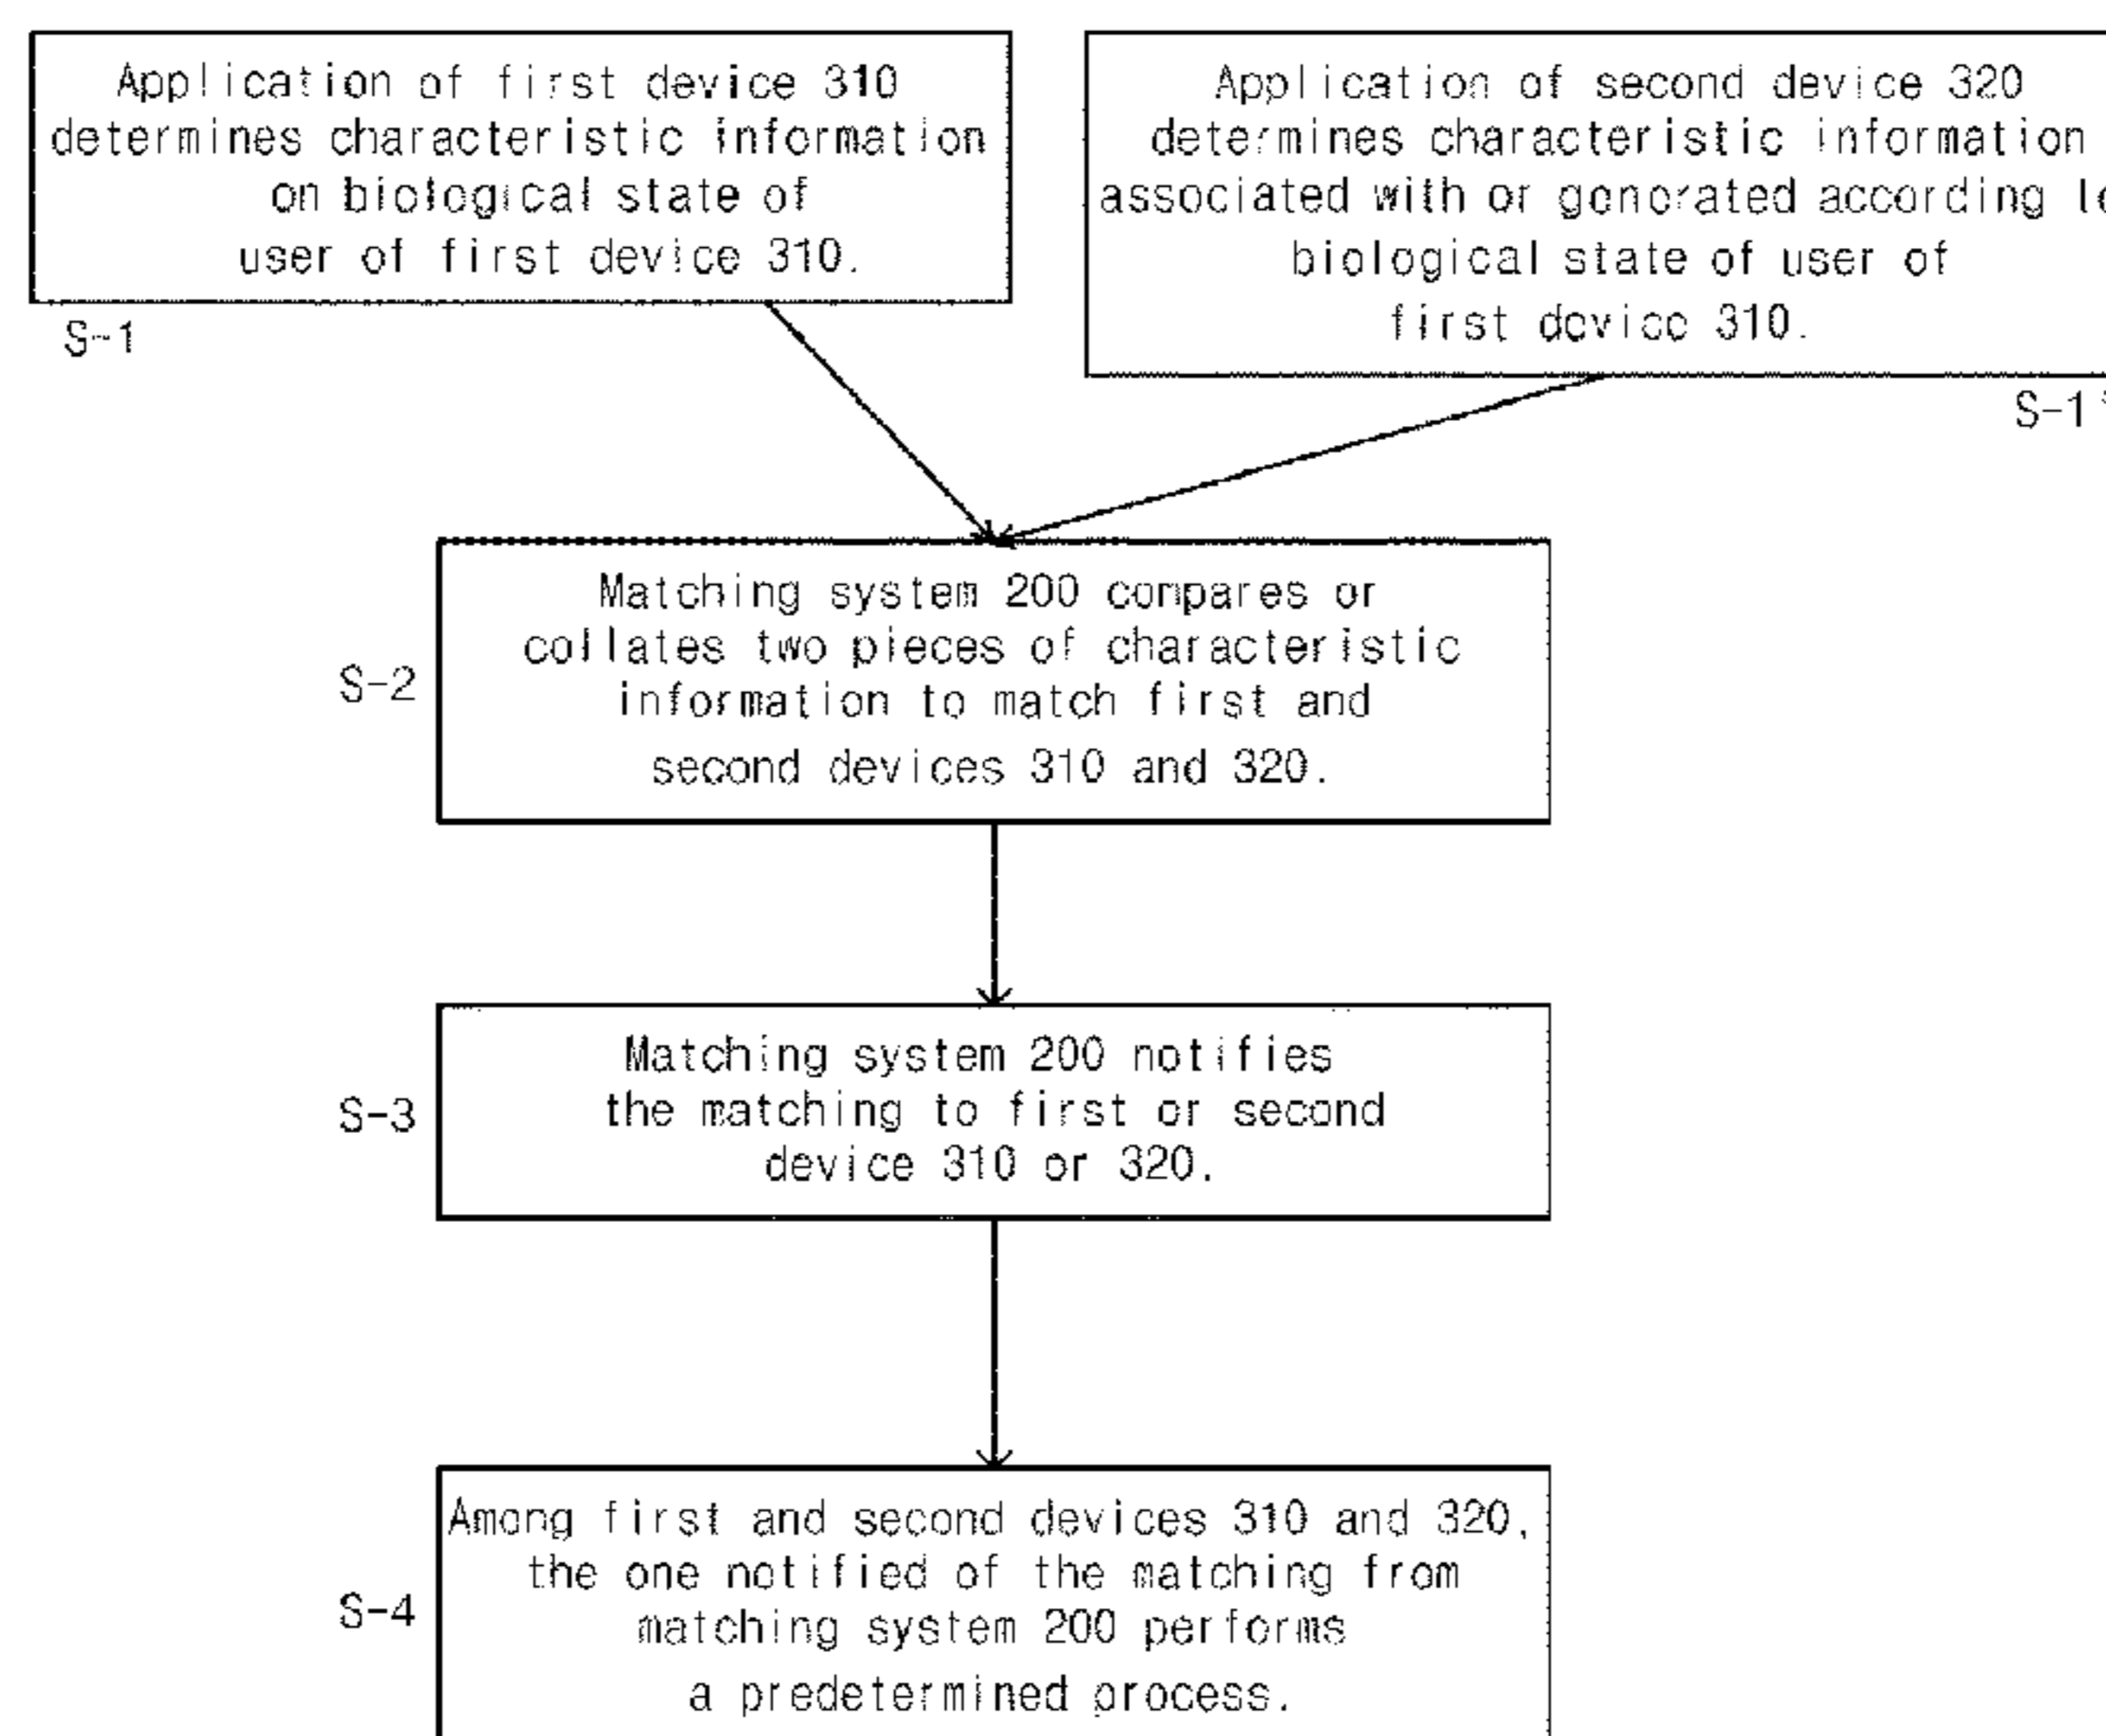 Application of first device 310
determines characteristic information
on biological state of
user of first device 310.
S-1
Application of second device 320
determines characteristic information
associated with or generated according to
biological state of user of
first device 310.
S-1'
S-2
Matching system 200 compares or
collates two pieces of characteristic
information to match first and
second devices 310 and 320.
S-3
Matching system 200 notifies
the matching to first or second
device 310 or 320.
S-4
Among first and second devices 310 and 320,
the one notified of the matching from
matching system 200 performs
a predetermined process.